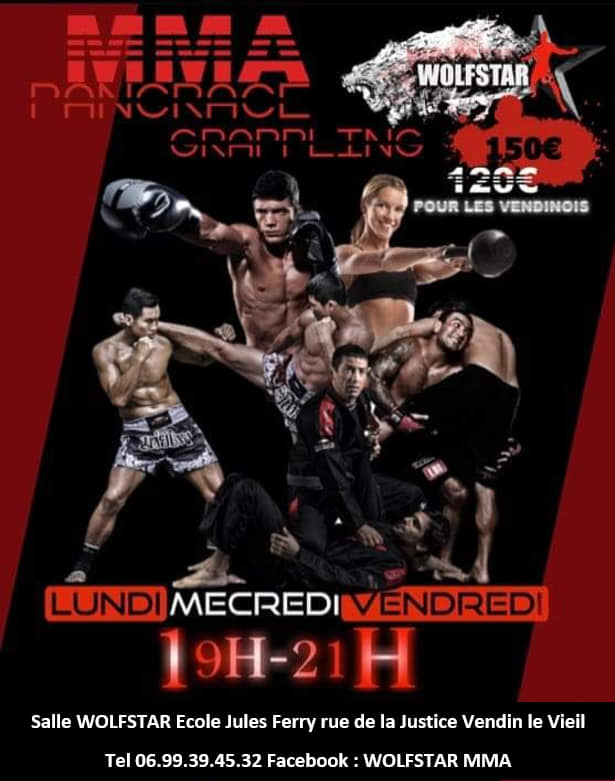 MMA
PANCRACE
GRAPPLING
WOLFSTAR
150€
120€
POUR LES VENDINOIS
LUNDI MECREDI VENDREDI
19H-21H
Salle WOLFSTAR Ecole Jules Ferry rue de la Justice Vendin le Vieil
Tel 06.99.39.45.32 Facebook : WOLFSTAR MMA